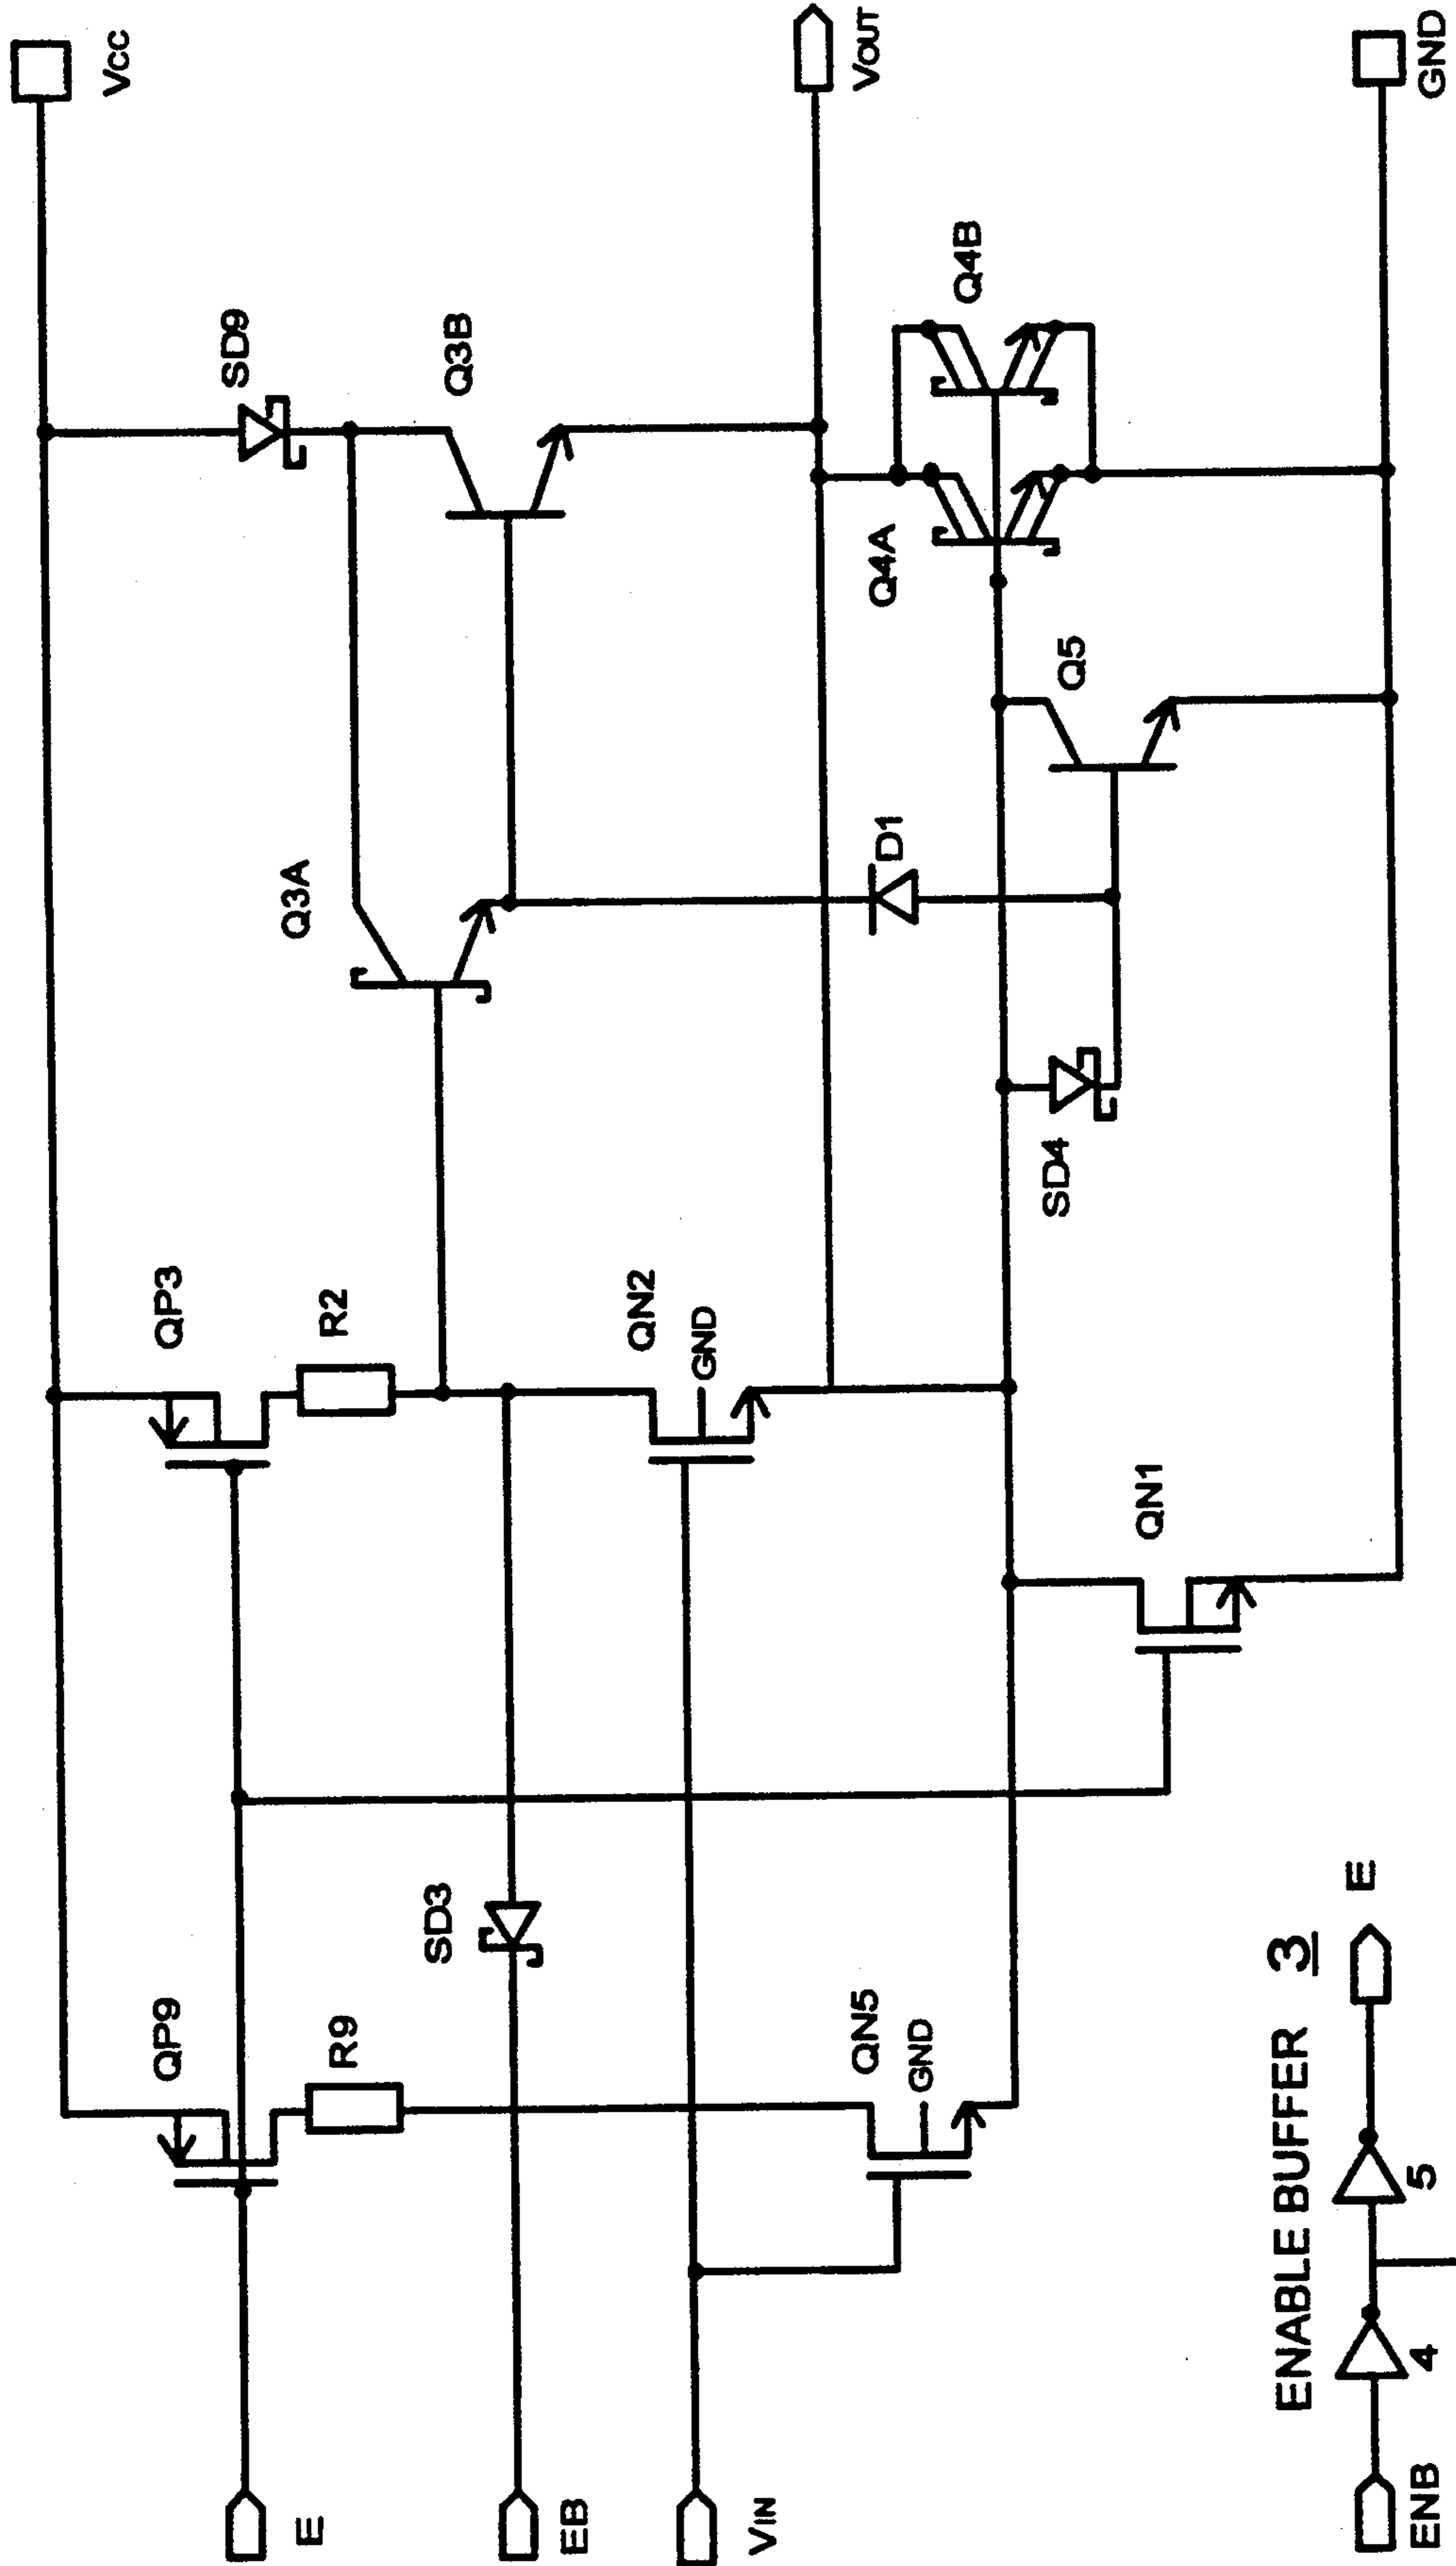 Vcc
QP9
QP3
SD9
R9
R2
Q3A
Q3B
E
SD3
EB
QN2
GND
VOUT
VIN
QN5
GND
D1
Q4A
Q4B
SD4
Q5
QN1
GND
ENABLE BUFFER 3
ENB
4
5
E